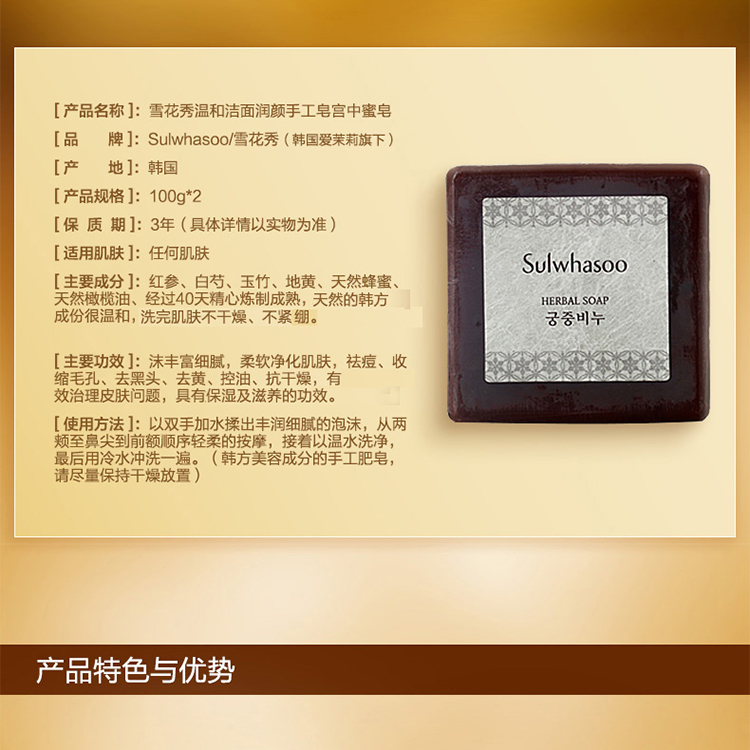 [ 产品名称 ]：雪花秀温和洁面润颜手工皂宫中蜜皂
[ 品　　牌 ]：Sulwhasoo/雪花秀（韩国爱茉莉旗下）
[ 产　　地 ]：韩国
[ 产品规格 ]：100g*2
[ 保 质 期 ]：3年（具体详情以实物为准）
[ 适用肌肤 ]：任何肌肤
[ 主要成分 ]：红参、白芍、玉竹、地黄、天然蜂蜜、
天然橄榄油、经过40天精心炼制成熟，天然的韩方
成份很温和，洗完肌肤不干燥、不紧绷。
[ 主要功效 ]：沫丰富细腻，柔软净化肌肤，祛痘、收
缩毛孔、去黑头、去黄、控油、抗干燥，有
效治理皮肤问题，具有保湿及滋养的功效。
[ 使用方法 ]：以双手加水揉出丰润细腻的泡沫，从两
颊至鼻尖到前额顺序轻柔的按摩，接着以温水洗净，
最后用冷水冲洗一遍。（韩方美容成分的手工肥皂，
请尽量保持干燥放置）
Sulwhasoo
HERBAL SOAP
궁중비누
产品特色与优势